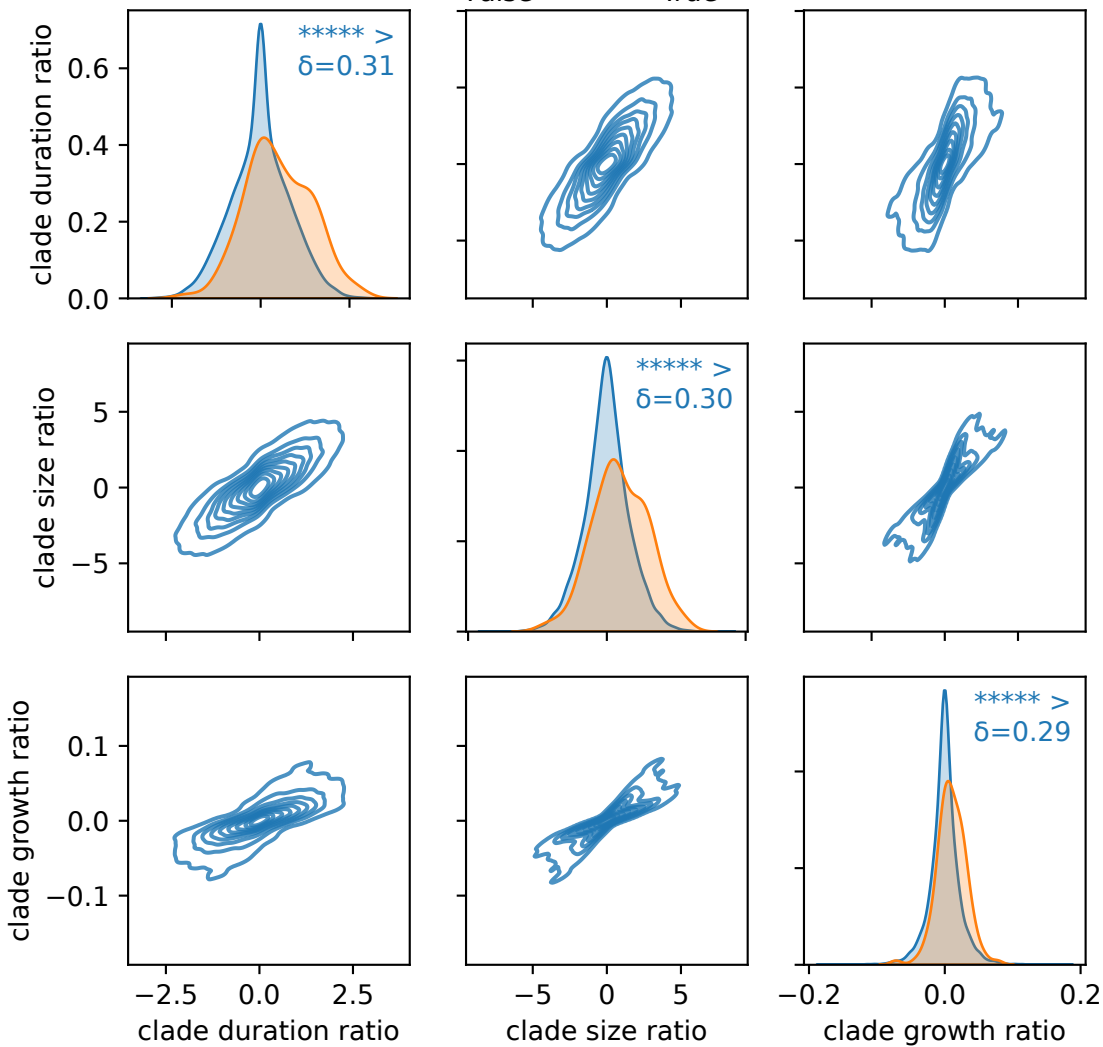 True
clade duration ratio
0.6
0.4
0.2
0.0
***** >
δ=0.31
clade size ratio
5
0
−5
***** >
δ=0.30
clade growth ratio
0.1
0.0
−0.1
***** >
δ=0.29
−2.5 0.0 2.5
−5 0 5
−0.2 0.0 0.2
clade duration ratio
clade size ratio
clade growth ratio